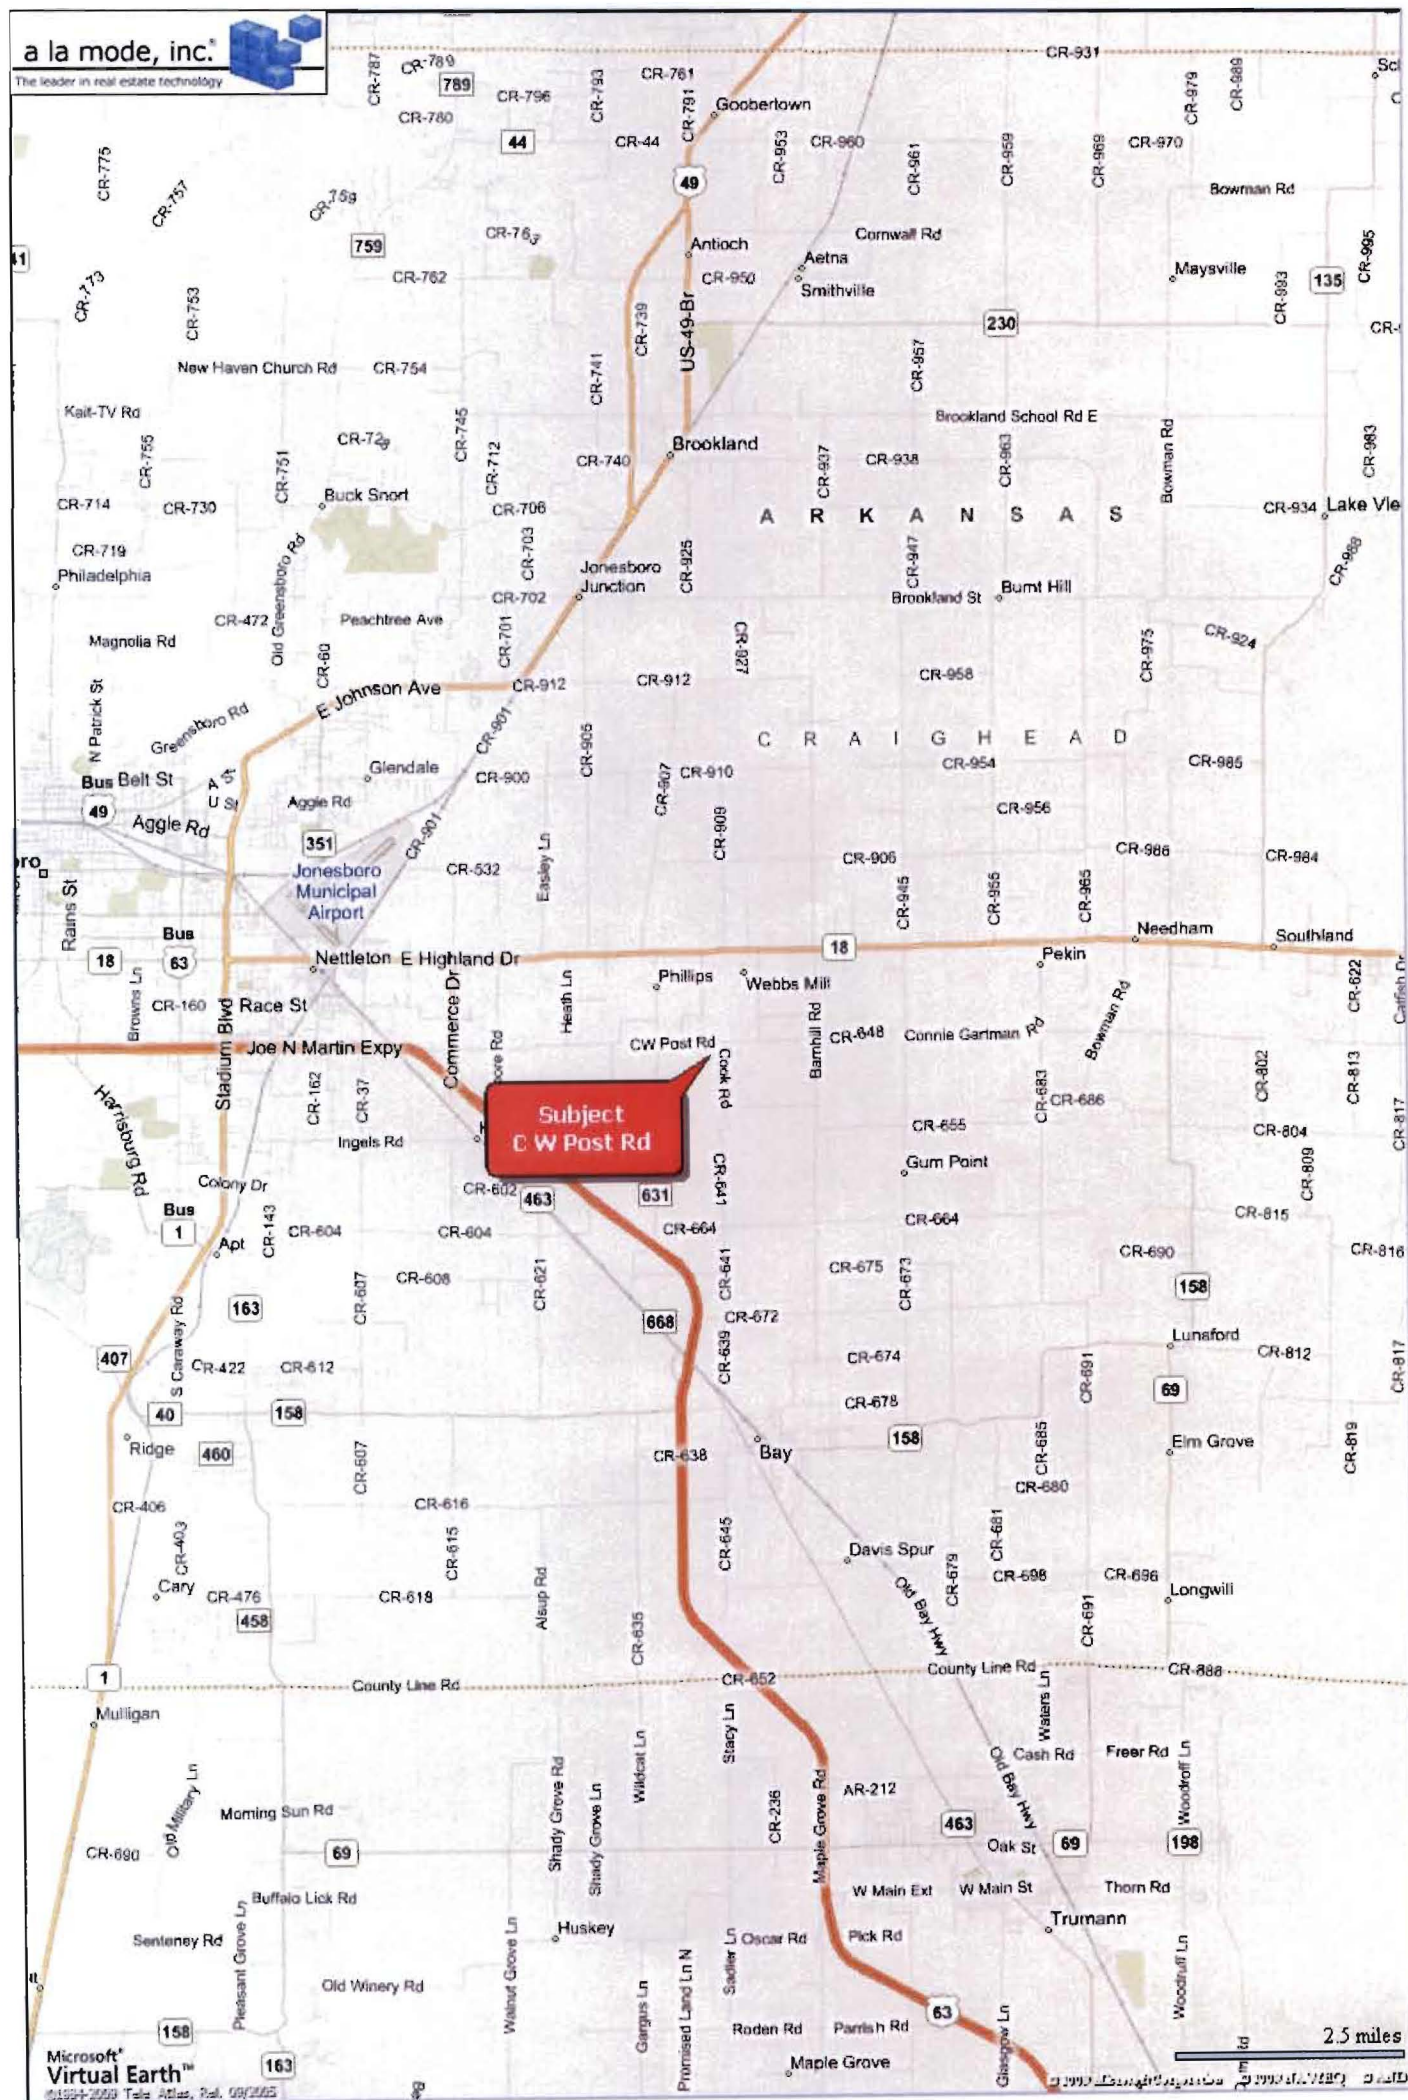 a la mode, inc.®
The leader in real estate technology
CR-787
CR-789
789
CR-796
CR-780
CR-793
CR-761
CR-791
Goobertown
CR-931
CR-979
CR-989
44
CR-44
CR-953
CR-960
CR-961
CR-959
CR-969
CR-970
CR-775
CR-757
CR-759
49
Bowman Rd
759
CR-763
Antioch
Cornwall Rd
Aetna
Smithville
CR-950
Maysville
CR-995
135
CR-993
41
CR-773
CR-762
CR-753
CR-739
US-49-Br
230
New Haven Church Rd
CR-754
CR-741
CR-957
Kait-TV Rd
CR-745
Brookland School Rd E
CR-755
CR-728
CR-751
CR-712
CR-740
Brookland
CR-937
CR-938
CR-963
Bowman Rd
CR-983
CR-714
CR-730
Buck Snort
CR-706
ARKANSAS
CR-934
Lake Vie
CR-719
Philadelphia
Old Greensboro Rd
CR-703
Jonesboro
Junction
CR-925
CR-947
CR-988
CR-702
Brookland St
Burnt Hill
CR-472
Peachtree Ave
Magnolia Rd
CR-60
CR-701
CR-927
CR-975
CR-924
N Patrick St
E Johnson Ave
CR-912
CR-912
CR-958
Greensboro Rd
CR-901
CR-905
CRAIGHEAD
Bus
Belt St
49
Aggie Rd
Glendale
Aggie Rd
CR-900
CR-907
CR-910
CR-954
CR-985
CR-956
351
CR-901
CR-909
Jonesboro
Municipal
Airport
CR-532
Easley Ln
CR-906
CR-986
CR-984
Rains St
CR-945
CR-955
CR-965
18
Bus
63
Nettleton
E Highland Dr
18
Needham
Southland
Pekin
Browns Ln
CR-160
Race St
Commerce Dr
Heath Ln
Phillips
Webbs Mill
CR-622
Catfish Dr
Stadium Blvd
Joe N Martin Expy
CW Post Rd
Barnhill Rd
CR-648
Connie Gartman Rd
Bowman Rd
Cook Rd
Harrisburg Rd
CR-162
CR-37
Subject
C W Post Rd
CR-683
CR-686
CR-802
CR-813
CR-817
Ingels Rd
CR-655
CR-804
Colony Dr
CR-602
463
631
CR-641
Gum Point
CR-809
Bus
1
Apt
CR-143
CR-604
CR-604
CR-664
CR-664
CR-815
CR-608
CR-621
CR-641
CR-675
CR-673
CR-690
CR-816
163
CR-607
668
CR-672
158
407
S Caraway Rd
CR-422
CR-612
CR-639
CR-674
Lunsford
CR-812
CR-817
CR-691
40
158
CR-678
69
Ridge
460
CR-607
CR-638
Bay
158
CR-685
Elm Grove
CR-819
CR-406
CR-616
CR-680
CR-403
CR-615
CR-645
Davis Spur
CR-681
Cary
CR-476
458
CR-618
Alsup Rd
CR-635
Old Bay Hwy
CR-679
CR-698
CR-696
Longwill
CR-691
1
County Line Rd
CR-652
County Line Rd
CR-888
Mulligan
Stacy Ln
Waters Ln
Old Bay Hwy
Cash Rd
Freer Rd
Woodruff Ln
Old Military Ln
Morning Sun Rd
Shady Grove Rd
Shady Grove Ln
Wildcat Ln
CR-236
Maple Grove Rd
AR-212
CR-690
69
463
Oak St
69
198
Buffalo Lick Rd
W Main Ext
W Main St
Thorn Rd
Senteney Rd
Pleasant Grove Ln
Walnut Grove Ln
Huskey
Oscar Rd
Pick Rd
Trumann
Old Winery Rd
Gargus Ln
Promised Land Ln N
Sadler
63
Woodruff Ln
158
Roden Rd
Parrish Rd
Glasgow Ln
2.5 miles
163
Maple Grove
Microsoft®
Virtual Earth™